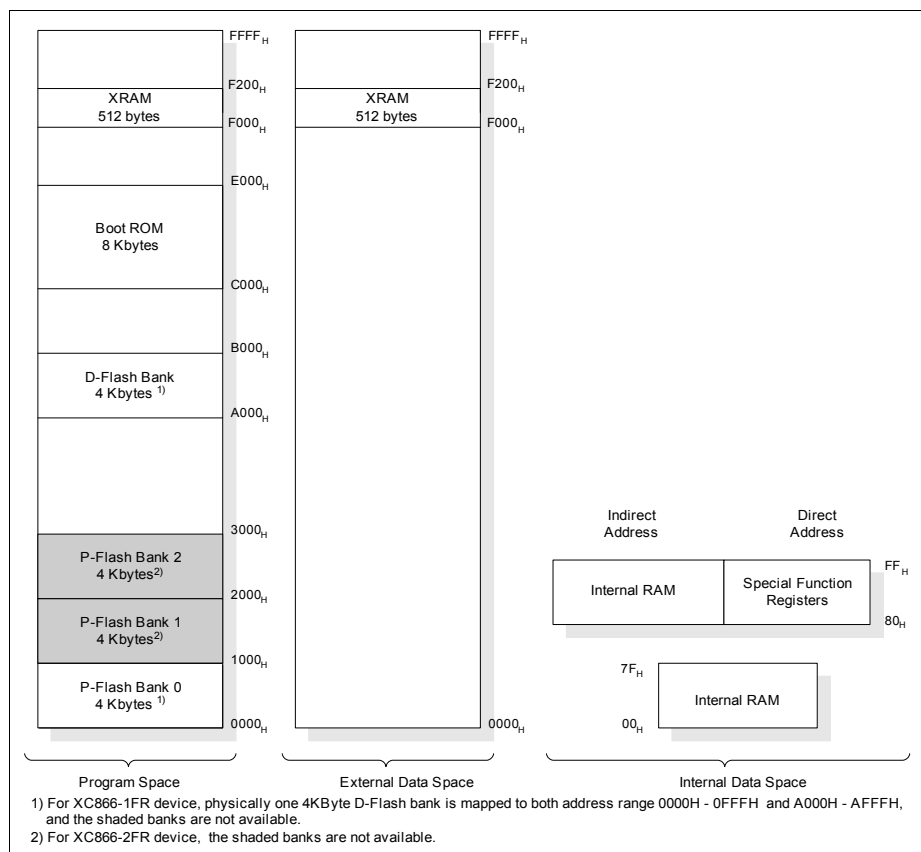 FFFFH
F200H
XRAM
512 bytes
F000H
E000H
Boot ROM
8 Kbytes
C000H
B000H
D-Flash Bank
4 Kbytes 1)
A000H
3000H
P-Flash Bank 2
4 Kbytes2)
2000H
P-Flash Bank 1
4 Kbytes2)
1000H
P-Flash Bank 0
4 Kbytes 1)
0000H
Program Space
FFFFH
F200H
XRAM
512 bytes
F000H
0000H
External Data Space
Indirect
Address
Direct
Address
Internal RAM
Special Function
Registers
FFH
80H
7FH
Internal RAM
00H
Internal Data Space
1) For XC866-1FR device, physically one 4KByte D-Flash bank is mapped to both address range 0000H - 0FFFH and A000H - AFFFH,
and the shaded banks are not available.
2) For XC866-2FR device, the shaded banks are not available.